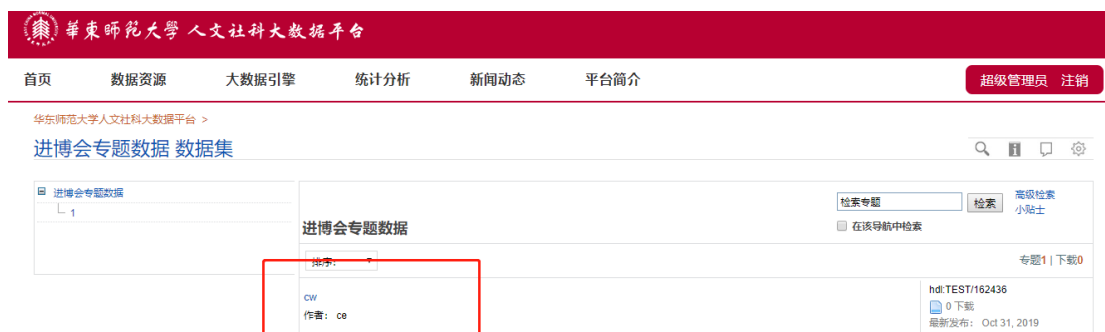 華東師范大學 人文社科大数据平台
首页 数据资源 大数据引擎 统计分析 新闻动态 平台简介 超级管理员 注销
华东师范大学人文社科大数据平台 >
进博会专题数据 数据集
进博会专题数据
1
检索专题 检索 高级检索
小贴士
进博会专题数据
在该导航中检索
排序:
专题1 | 下载0
cw
作者: ce
hdl:TEST/162436
0 下载
最新发布: Oct 31, 2019